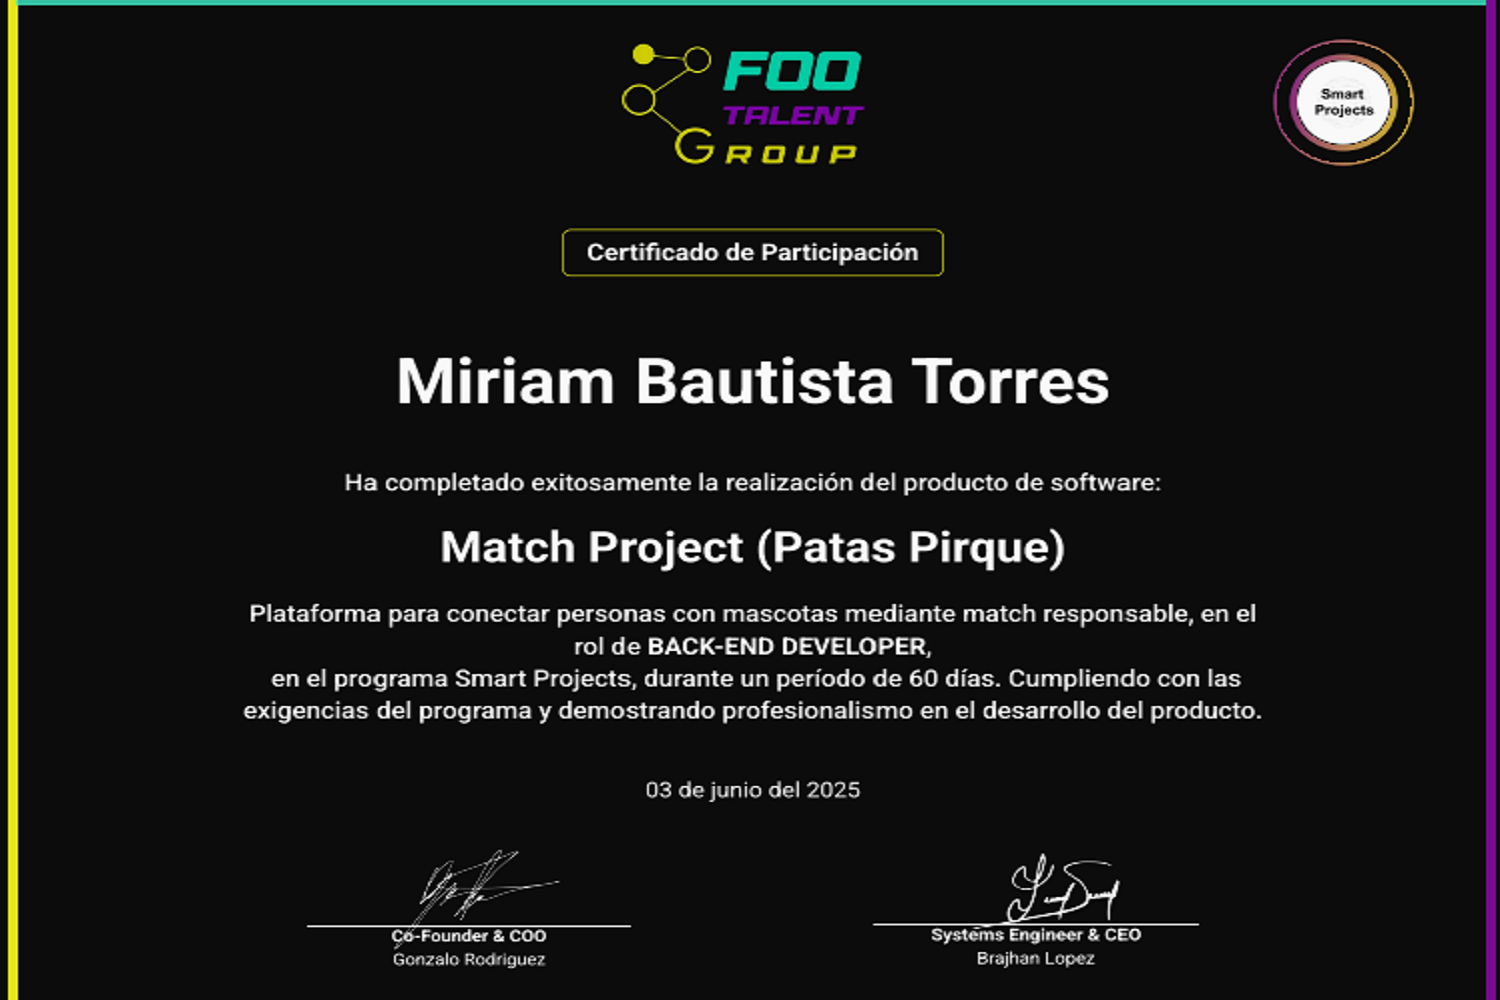 FOO
TALENT
GROUP
Smart
Projects
Certificado de Participación
Miriam Bautista Torres
Ha completado exitosamente la realización del producto de software:
Match Project (Patas Pirque)
Plataforma para conectar personas con mascotas mediante match responsable, en el
rol de BACK-END DEVELOPER,
en el programa Smart Projects, durante un período de 60 días. Cumpliendo con las
exigencias del programa y demostrando profesionalismo en el desarrollo del producto.
03 de junio del 2025
Co-Founder & COO
Gonzalo Rodriguez
Systems Engineer & CEO
Brajhan Lopez